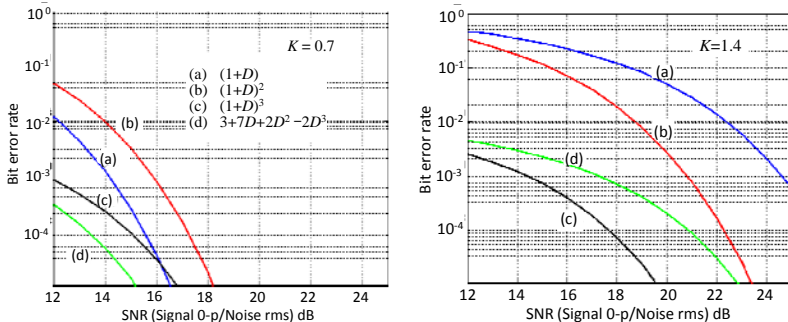 10^0
10^-1
10^-2
10^-3
10^-4
Bit error rate
K = 0.7
(a) (1+D)
(b) (1+D)^2
(c) (1+D)^3
(d) 3+7D+2D^2 −2D^3
(b)
(a)
(c)
(d)
12 14 16 18 20 22 24
SNR (Signal 0-p/Noise rms) dB
10^0
10^-1
10^-2
10^-3
10^-4
Bit error rate
K=1.4
(a)
(b)
(d)
(c)
12 14 16 18 20 22 24
SNR (Signal 0-p/Noise rms) dB